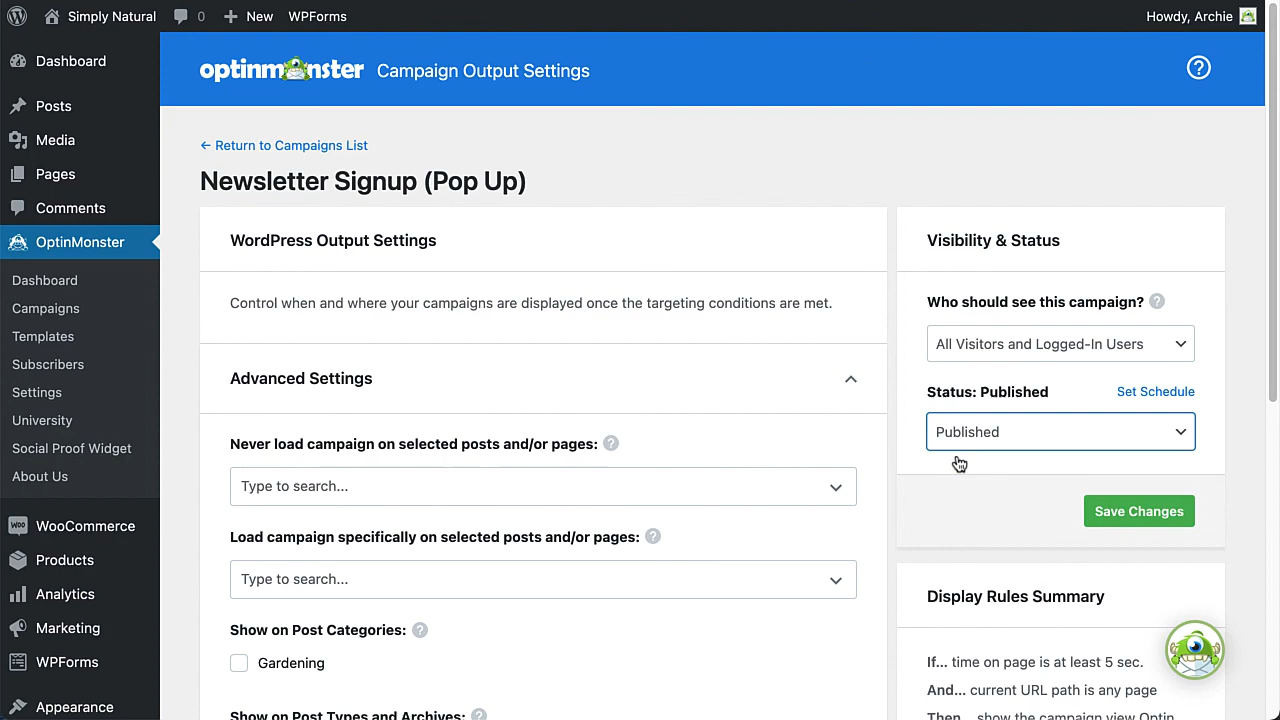 Simply Natural 0 New WPForms Howdy, Archie
Dashboard
Posts
Media
Pages
Comments
OptinMonster
Dashboard
Campaigns
Templates
Subscribers
Settings
University
Social Proof Widget
About Us
WooCommerce
Products
Analytics
Marketing
WPForms
Appearance
optinmonster Campaign Output Settings ?
← Return to Campaigns List
Newsletter Signup (Pop Up)
WordPress Output Settings
Control when and where your campaigns are displayed once the targeting conditions are met.
Advanced Settings
Never load campaign on selected posts and/or pages: ?
Type to search...
Load campaign specifically on selected posts and/or pages: ?
Type to search...
Show on Post Categories: ?
Gardening
Show on Post Types and Archives: ?
Visibility & Status
Who should see this campaign? ?
All Visitors and Logged-In Users
Status: Published Set Schedule
Published
Save Changes
Display Rules Summary
If... time on page is at least 5 sec.
And... current URL path is any page
Then... show the campaign view Optin